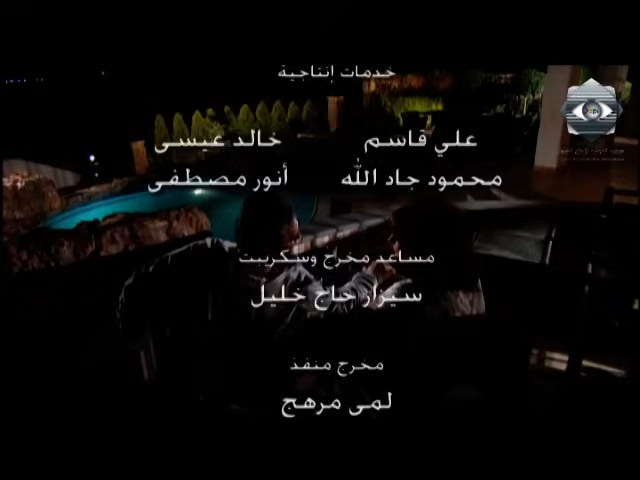 خدمات إنتاجية
علي قاسم خالد عيسى
محمود جاد الله أنور مصطفى
مساعد مخرج وسكريبت
سيزار حاج خليل
مخرج منفذ
لمى مرهج